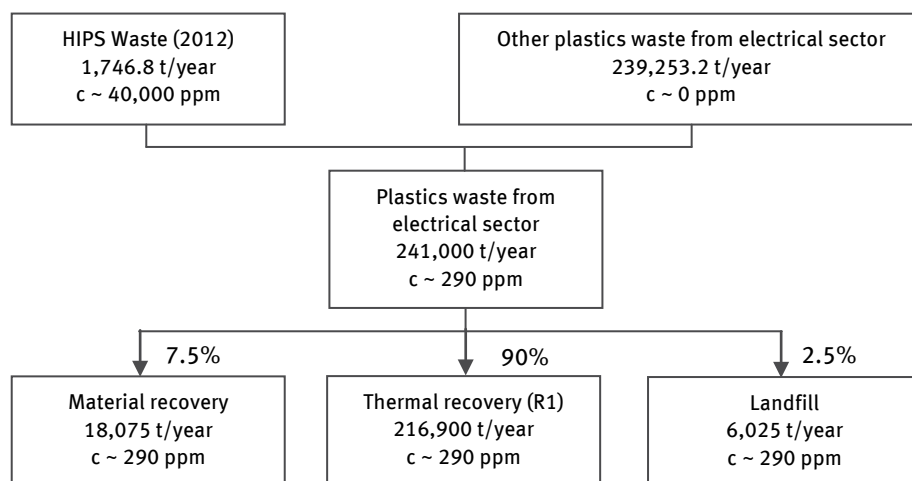 HIPS Waste (2012)
1,746.8 t/year
c ~ 40,000 ppm
Other plastics waste from electrical sector
239,253.2 t/year
c ~ 0 ppm
Plastics waste from
electrical sector
241,000 t/year
c ~ 290 ppm
7.5%
90%
2.5%
Material recovery
18,075 t/year
c ~ 290 ppm
Thermal recovery (R1)
216,900 t/year
c ~ 290 ppm
Landfill
6,025 t/year
c ~ 290 ppm